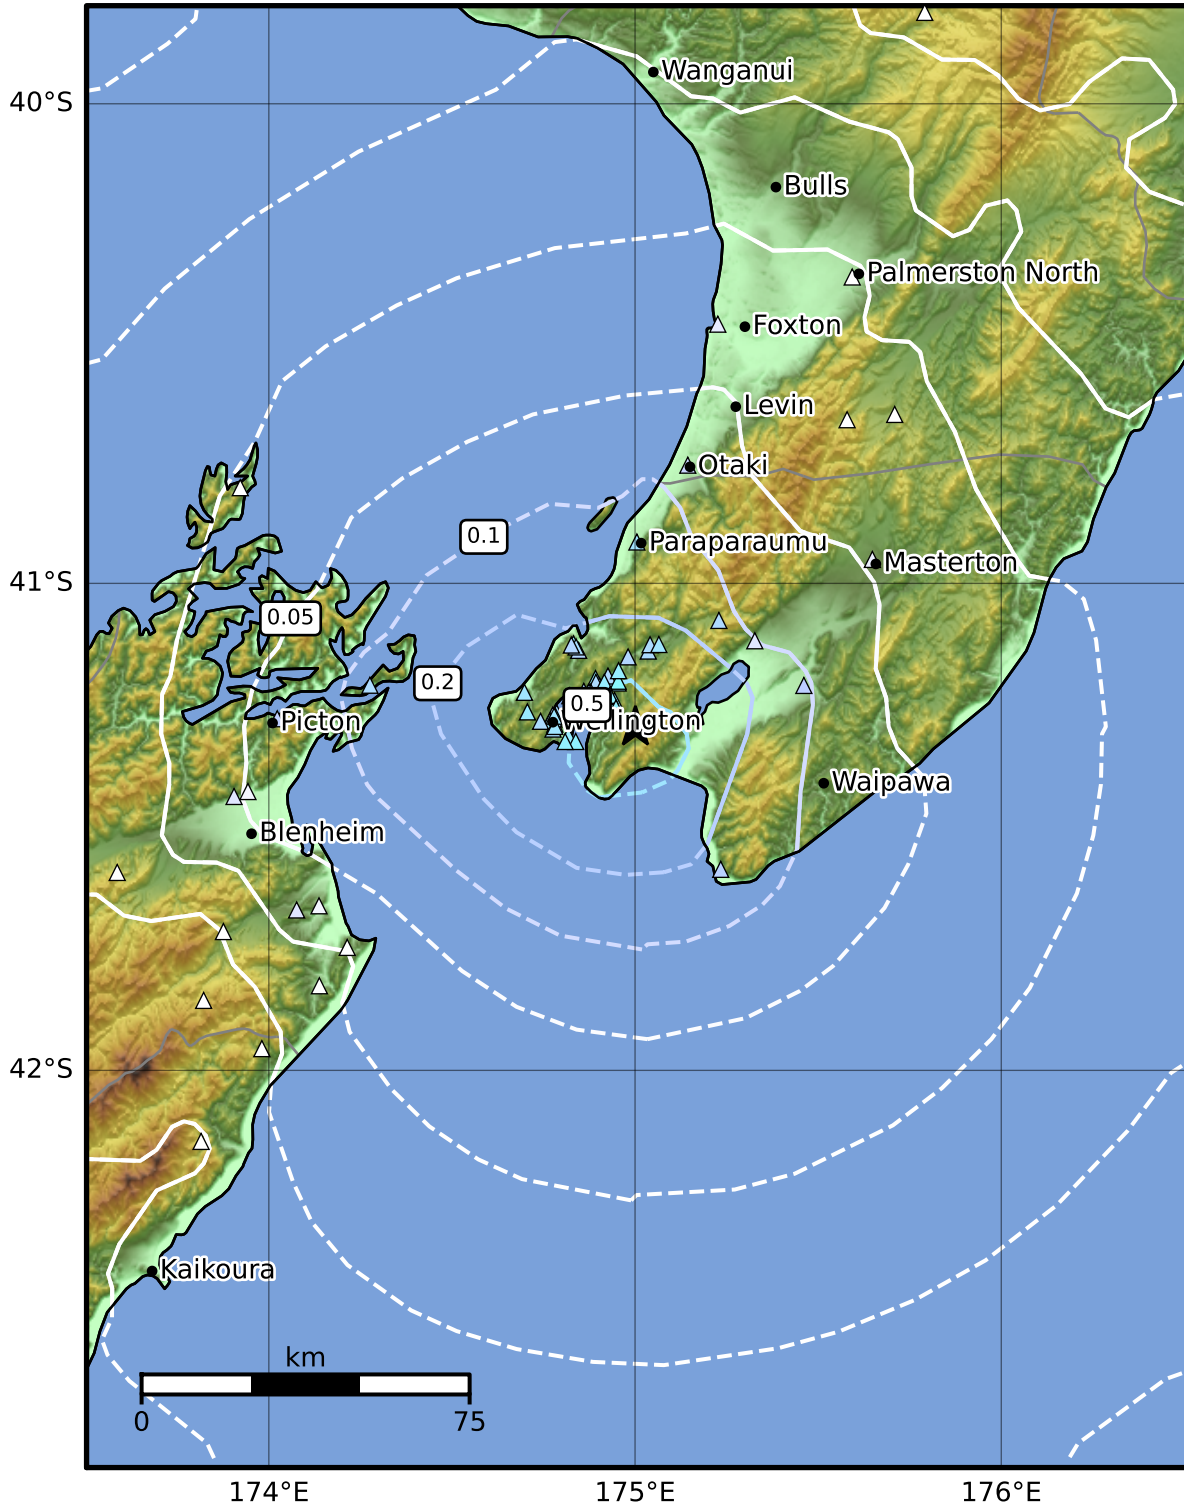 Wanganui
40°S
Bulls
Palmerston North
Foxton
Levin
Otaki
0.1
Paraparaumu
Masterton
41°S
0.05
0.2
0.5
Picton
Wellington
Waipawa
Blenheim
42°S
Kaikoura
km
0
75
174°E
175°E
176°E